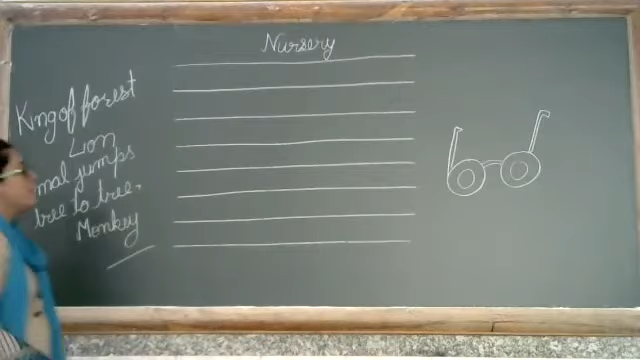 Nursery
King of forest
Lion
mal jumps
tree to tree.
Monkey